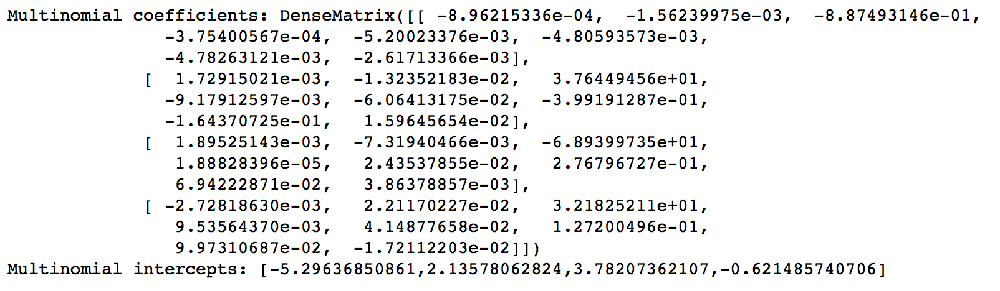 Multinomial coefficients: DenseMatrix([[ -8.96215336e-04,  -1.56239975e-03,  -8.87493146e-01,
               -3.75400567e-04,  -5.20023376e-03,  -4.80593573e-03,
               -4.78263121e-03,  -2.61713366e-03],
             [  1.72915021e-03,  -1.32352183e-02,   3.76449456e+01,
               -9.17912597e-03,  -6.06413175e-02,  -3.99191287e-01,
               -1.64370725e-01,   1.59645654e-02],
             [  1.89525143e-03,  -7.31940466e-03,  -6.89399735e+01,
                1.88828396e-05,   2.43537855e-02,   2.76796727e-01,
                6.94222871e-02,   3.86378857e-03],
             [ -2.72818630e-03,   2.21170227e-02,   3.21825211e+01,
                9.53564370e-03,   4.14877658e-02,   1.27200496e-01,
                9.97310687e-02,  -1.72112203e-02]])
Multinomial intercepts: [-5.29636850861,2.13578062824,3.78207362107,-0.621485740706]